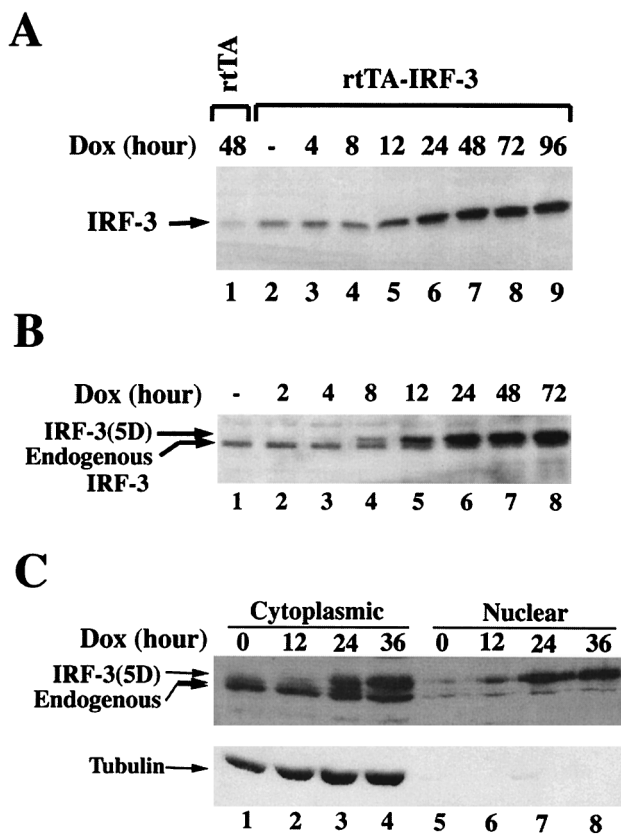 A
rtTA
rtTA-IRF-3
Dox (hour) 48 - 4 8 12 24 48 72 96
IRF-3
1 2 3 4 5 6 7 8 9
B
Dox (hour) - 2 4 8 12 24 48 72
IRF-3(5D)
Endogenous
IRF-3
1 2 3 4 5 6 7 8
C
Cytoplasmic Nuclear
Dox (hour) 0 12 24 36 0 12 24 36
IRF-3(5D)
Endogenous
Tubulin
1 2 3 4 5 6 7 8